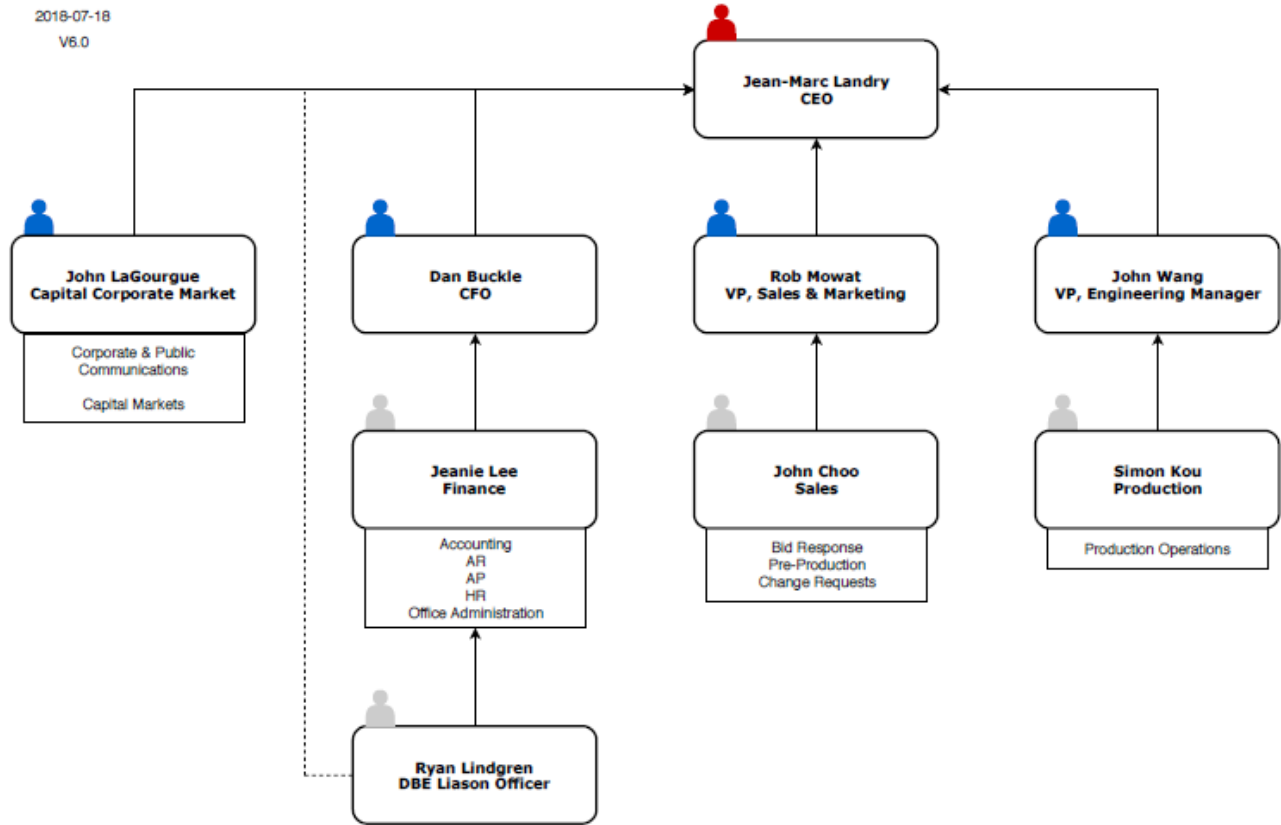 2018-07-18
V6.0
Jean-Marc Landry
CEO
John LaGourgue
Capital Corporate Market
Dan Buckle
CFO
Rob Mowat
VP, Sales & Marketing
John Wang
VP, Engineering Manager
Corporate & Public
Communications
Capital Markets
Jeanie Lee
Finance
John Choo
Sales
Simon Kou
Production
Accounting
AR
AP
HR
Office Administration
Bid Response
Pre-Production
Change Requests
Production Operations
Ryan Lindgren
DBE Liason Officer